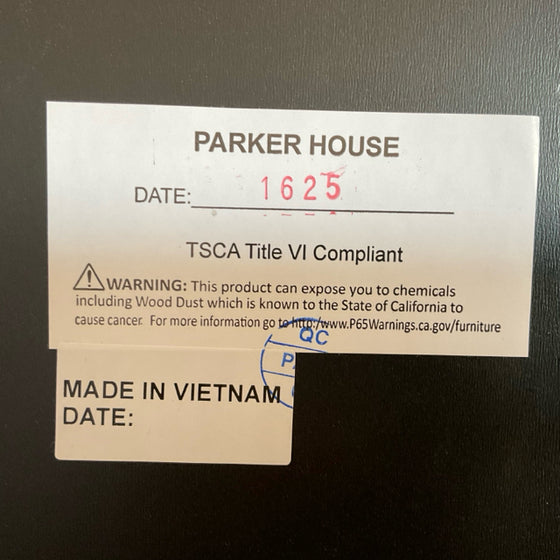 PARKER HOUSE
DATE: 1625
TSCA Title VI Compliant
WARNING: This product can expose you to chemicals
including Wood Dust which is known to the State of California to
cause cancer. For more information go to http:/www.P65Warnings.ca.gov/furniture
QC
MADE IN VIETNAM
DATE: